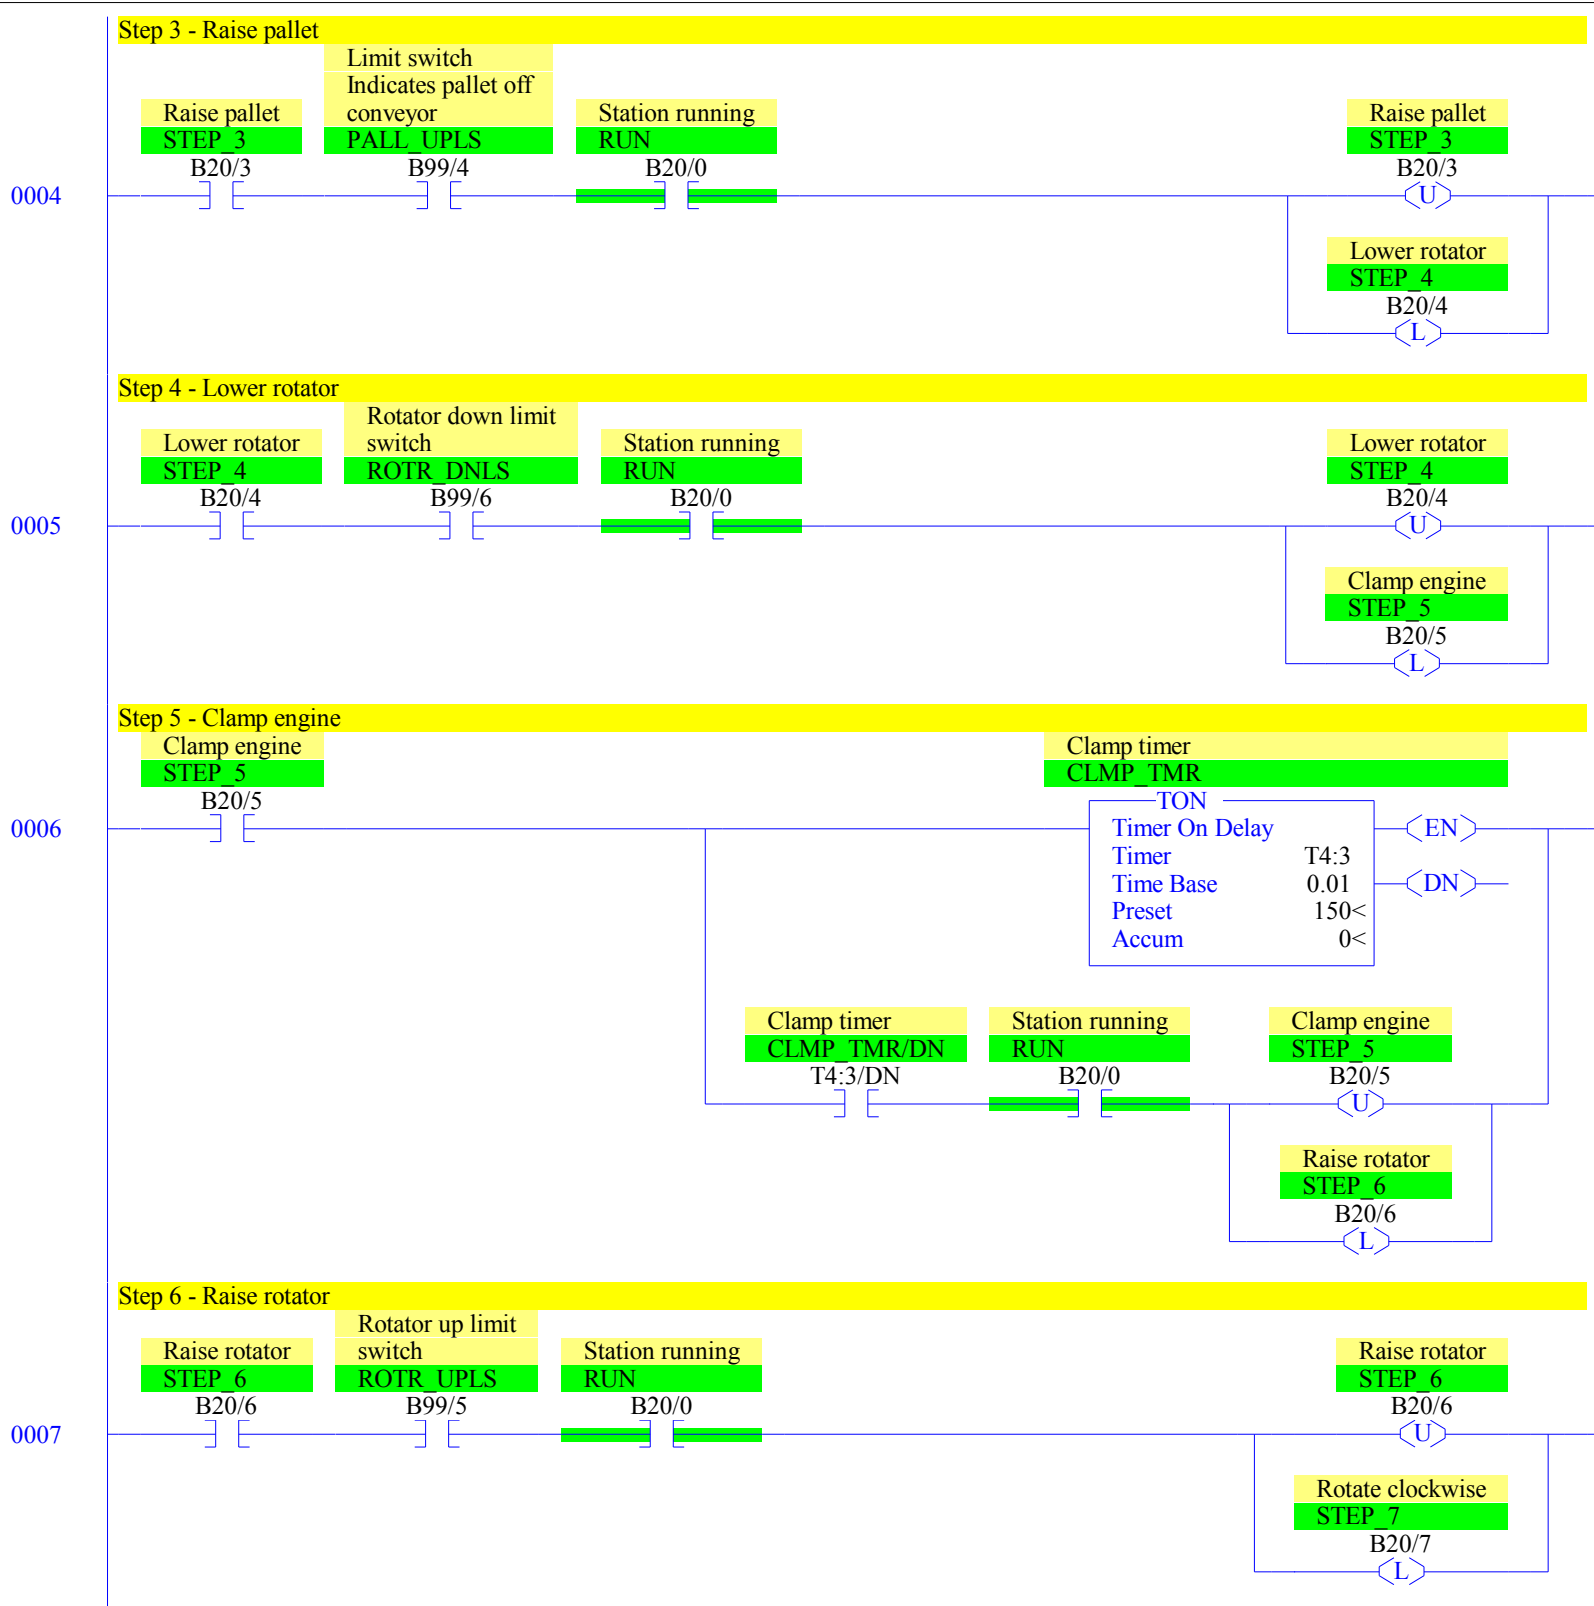 Step 3 - Raise pallet
Limit switch
Indicates pallet off
Raise pallet conveyor Station running Raise pallet
STEP_3 PALL_UPLS RUN STEP_3
B20/3 B99/4 B20/0 B20/3
0004 U
Lower rotator
STEP_4
B20/4
L
Step 4 - Lower rotator
Rotator down limit
Lower rotator switch Station running Lower rotator
STEP_4 ROTR_DNLS RUN STEP_4
B20/4 B99/6 B20/0 B20/4
0005 U
Clamp engine
STEP_5
B20/5
L
Step 5 - Clamp engine
Clamp engine Clamp timer
STEP_5 CLMP_TMR
B20/5 TON
0006 Timer On Delay EN
Timer T4:3
Time Base 0.01 DN
Preset 150<
Accum 0<
Clamp timer Station running Clamp engine
CLMP_TMR/DN RUN STEP_5
T4:3/DN B20/0 B20/5
U
Raise rotator
STEP_6
B20/6
L
Step 6 - Raise rotator
Rotator up limit
Raise rotator switch Station running Raise rotator
STEP_6 ROTR_UPLS RUN STEP_6
B20/6 B99/5 B20/0 B20/6
0007 U
Rotate clockwise
STEP_7
B20/7
L